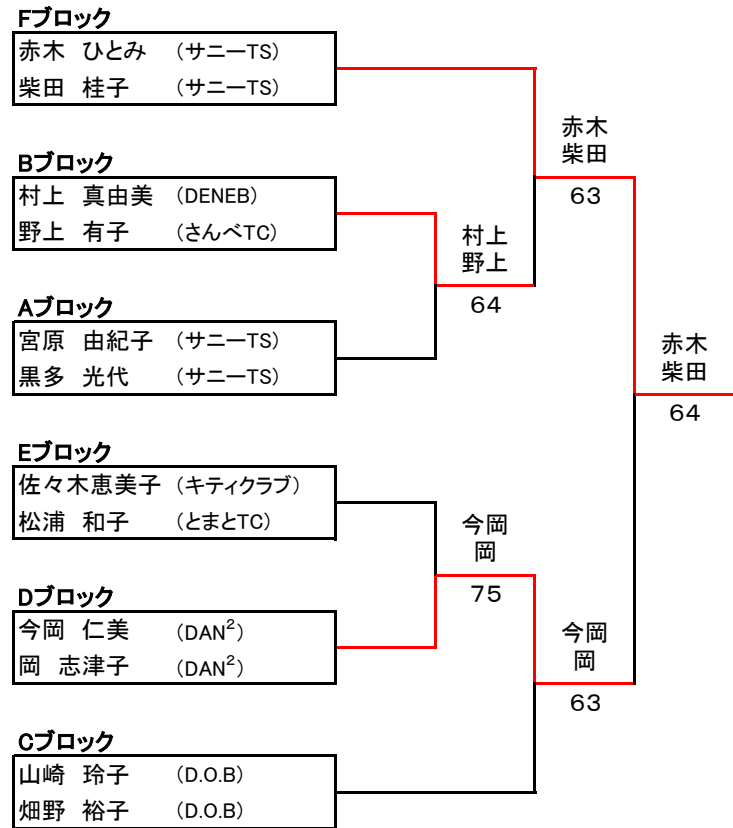 Fブロック
赤木 ひとみ (サニーTS)
柴田 桂子 (サニーTS)
赤木
柴田
63
Bブロック
村上 真由美 (DENEB)
野上 有子 (さんべTC)
村上
野上
64
Aブロック
宮原 由紀子 (サニーTS)
黒多 光代 (サニーTS)
赤木
柴田
64
Eブロック
佐々木恵美子 (キティクラブ)
松浦 和子 (とまとTC)
今岡
岡
75
Dブロック
今岡 仁美 (DAN²)
岡 志津子 (DAN²)
今岡
岡
63
Cブロック
山崎 玲子 (D.O.B)
畑野 裕子 (D.O.B)